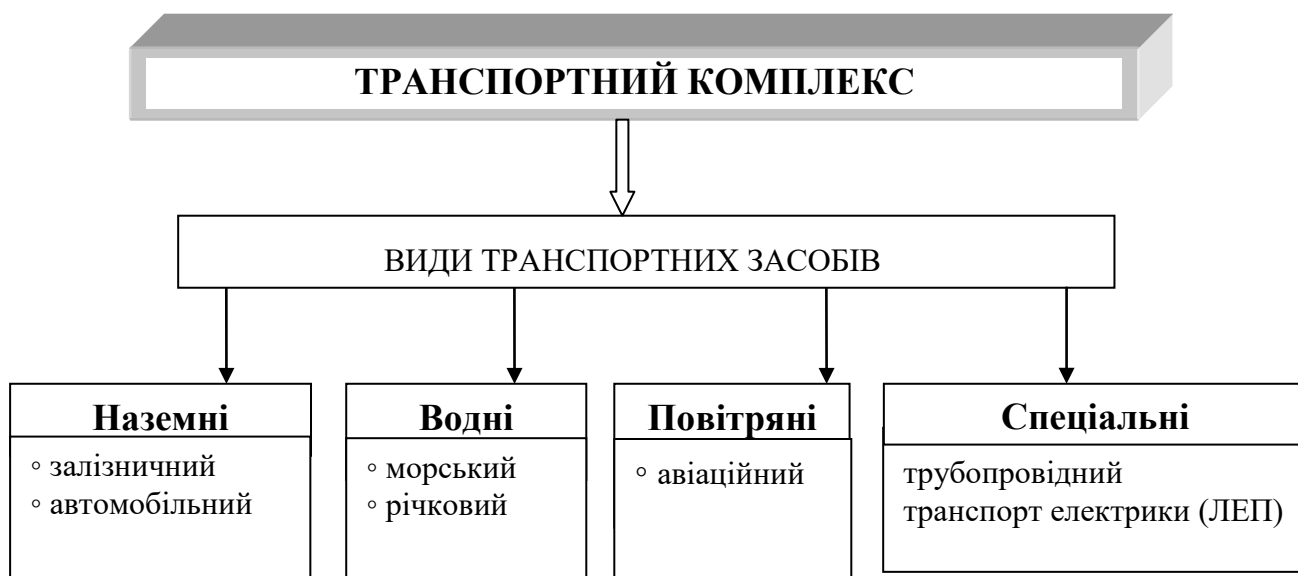 ТРАНСПОРТНИЙ КОМПЛЕКС
ВИДИ ТРАНСПОРТНИХ ЗАСОБІВ
Наземні
◦ залізничний
◦ автомобільний
Водні
◦ морський
◦ річковий
Повітряні
◦ авіаційний
Спеціальні
трубопровідний
транспорт електрики (ЛЕП)